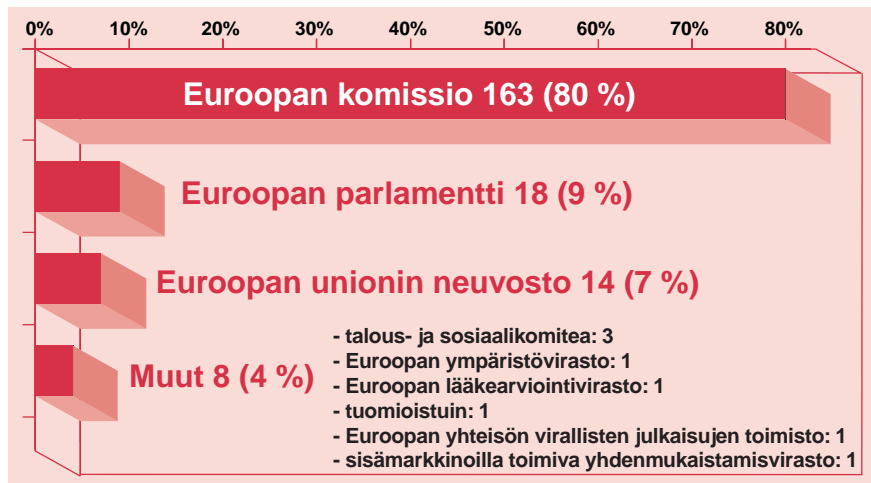 0% 10% 20% 30% 40% 50% 60% 70% 80%
Euroopan komissio 163 (80 %)
Euroopan parlamentti 18 (9 %)
Euroopan unionin neuvosto 14 (7 %)
Muut 8 (4 %)
- talous- ja sosiaalikomitea: 3
- Euroopan ympäristövirasto: 1
- Euroopan lääkearviointivirasto: 1
- tuomioistuin: 1
- Euroopan yhteisön virallisten julkaisujen toimisto: 1
- sisämarkkinoilla toimiva yhdenmukaistamisvirasto: 1